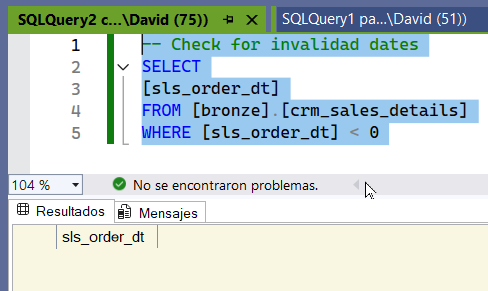 SQLQuery2 c...\David (75))
SQLQuery1 pa...\David (51))
1 -- Check for invalidad dates
2 SELECT
3 [sls_order_dt]
4 FROM [bronze].[crm_sales_details]
5 WHERE [sls_order_dt] < 0
104 %
No se encontraron problemas.
Resultados
Mensajes
sls_order_dt